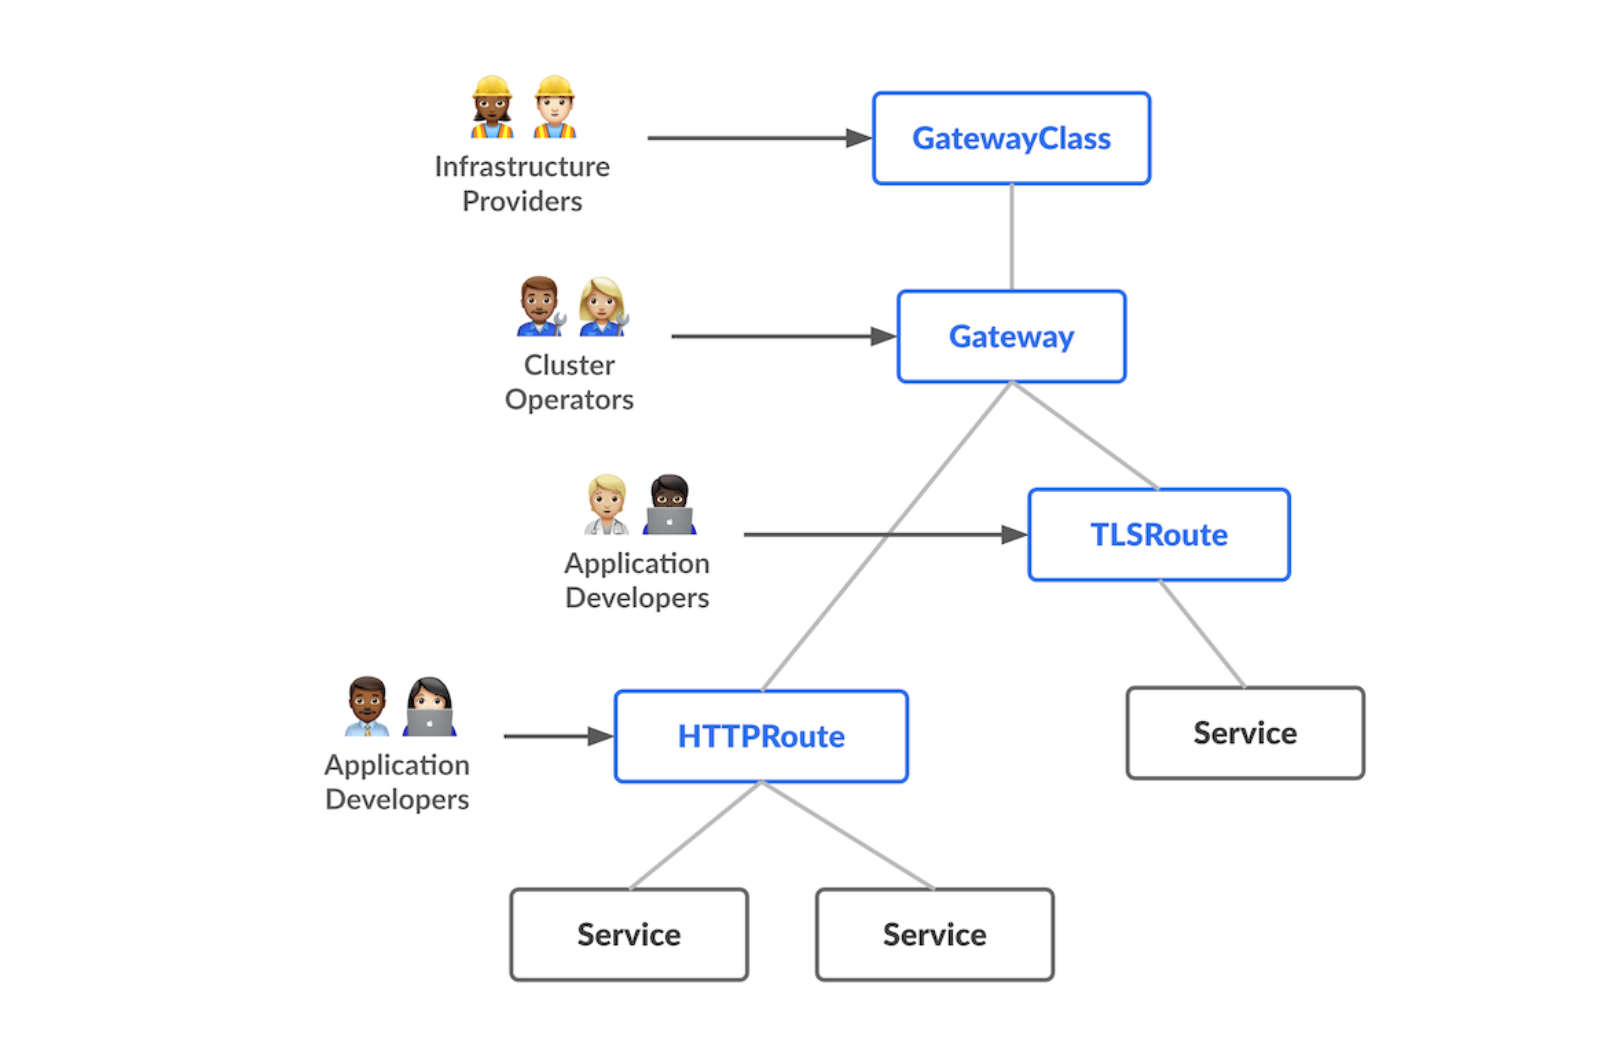 Infrastructure
Providers
GatewayClass
Cluster
Operators
Gateway
Application
Developers
TLSRoute
Application
Developers
HTTPRoute
Service
Service
Service